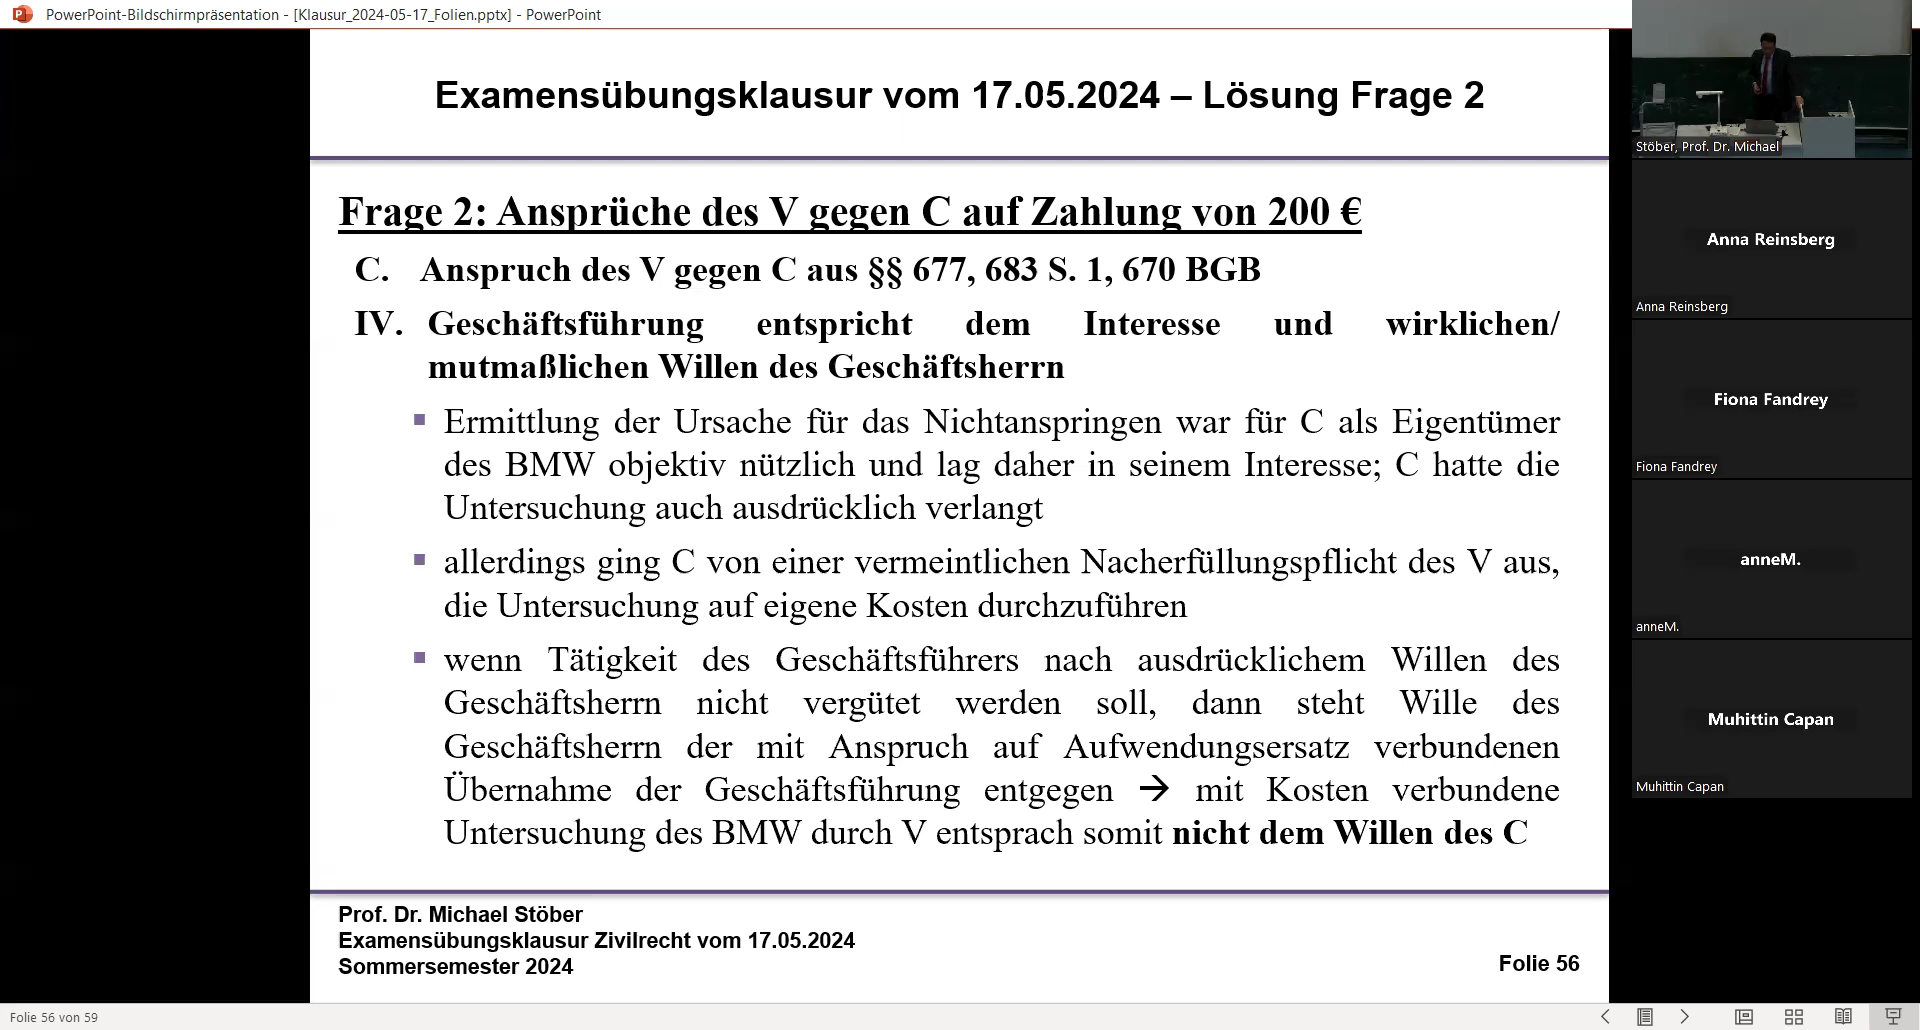 PowerPoint-Bildschirmpräsentation - [Klausur_2024-05-17_Folien.pptx] - PowerPoint
Examensübungsklausur vom 17.05.2024 – Lösung Frage 2
Frage 2: Ansprüche des V gegen C auf Zahlung von 200 €
C. Anspruch des V gegen C aus §§ 677, 683 S. 1, 670 BGB
IV. Geschäftsführung entspricht dem Interesse und wirklichen/
mutmaßlichen Willen des Geschäftsherrn
▪ Ermittlung der Ursache für das Nichtanspringen war für C als Eigentümer
des BMW objektiv nützlich und lag daher in seinem Interesse; C hatte die
Untersuchung auch ausdrücklich verlangt
▪ allerdings ging C von einer vermeintlichen Nacherfüllungspflicht des V aus,
die Untersuchung auf eigene Kosten durchzuführen
▪ wenn Tätigkeit des Geschäftsführers nach ausdrücklichem Willen des
Geschäftsherrn nicht vergütet werden soll, dann steht Wille des
Geschäftsherrn der mit Anspruch auf Aufwendungsersatz verbundenen
Übernahme der Geschäftsführung entgegen → mit Kosten verbundene
Untersuchung des BMW durch V entsprach somit nicht dem Willen des C
Prof. Dr. Michael Stöber
Examensübungsklausur Zivilrecht vom 17.05.2024
Sommersemester 2024
Folie 56
Folie 56 von 59
Stöber, Prof. Dr. Michael
Anna Reinsberg
Anna Reinsberg
Fiona Fandrey
Fiona Fandrey
anneM.
anneM.
Muhittin Capan
Muhittin Capan